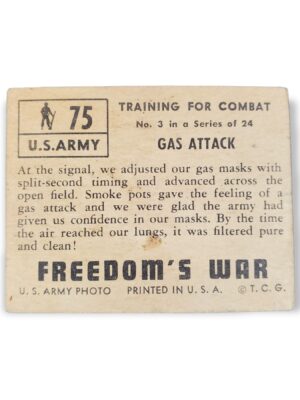 75
U.S. ARMY
TRAINING FOR COMBAT
No. 3 in a Series of 24
GAS ATTACK
At the signal, we adjusted our gas masks with
split-second timing and advanced across the
open field. Smoke pots gave the feeling of a
gas attack and we were glad the army had
given us confidence in our masks. By the time
the air reached our lungs, it was filtered pure
and clean!
FREEDOM'S WAR
U. S. ARMY PHOTO PRINTED IN U. S. A. © T. C. G.